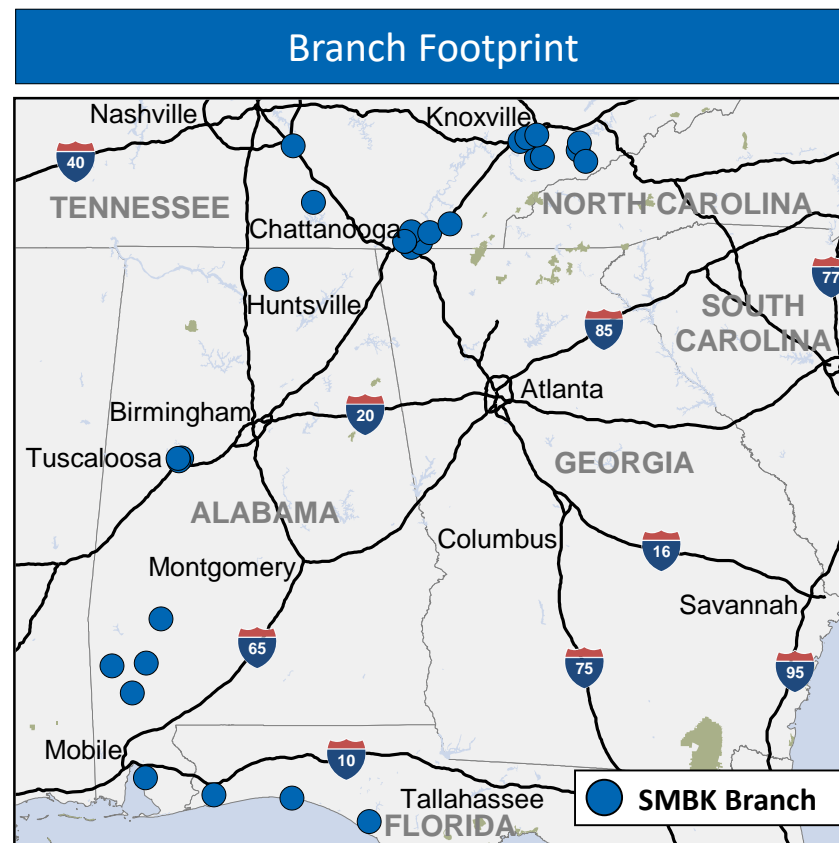 Branch Footprint
Nashville
Knoxville
40
TENNESSEE
NORTH CAROLINA
Chattanooga
77
Huntsville
SOUTH
CAROLINA
85
Atlanta
Birmingham
20
Tuscaloosa
GEORGIA
ALABAMA
Columbus
16
Montgomery
Savannah
65
75
95
Mobile
10
Tallahassee
SMBK Branch
FLORIDA